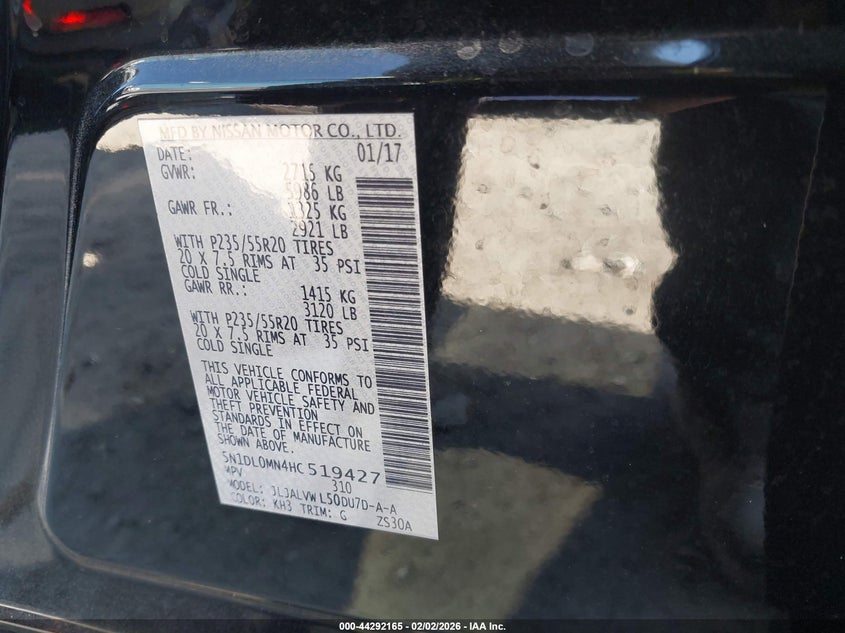 MFD BY NISSAN MOTOR CO., LTD.
DATE: 01/17
GVWR: 2715 KG
5986 LB
GAWR FR.: 1325 KG
2921 LB
WITH P235/55R20 TIRES
20 X 7.5 RIMS AT 35 PSI
COLD SINGLE
GAWR RR.: 1415 KG
3120 LB
WITH P235/55R20 TIRES
20 X 7.5 RIMS AT 35 PSI
COLD SINGLE
THIS VEHICLE CONFORMS TO
ALL APPLICABLE FEDERAL
MOTOR VEHICLE SAFETY AND
THEFT PREVENTION
STANDARDS IN EFFECT ON
THE DATE OF MANUFACTURE
SHOWN ABOVE.
5N1DL0MN4HC519427
MPV 310
MODEL: JLJALVWL50DU7D-A-A
COLOR: KH3 TRIM: G ZS30A
000-44292165 - 02/02/2026 - IAA Inc.